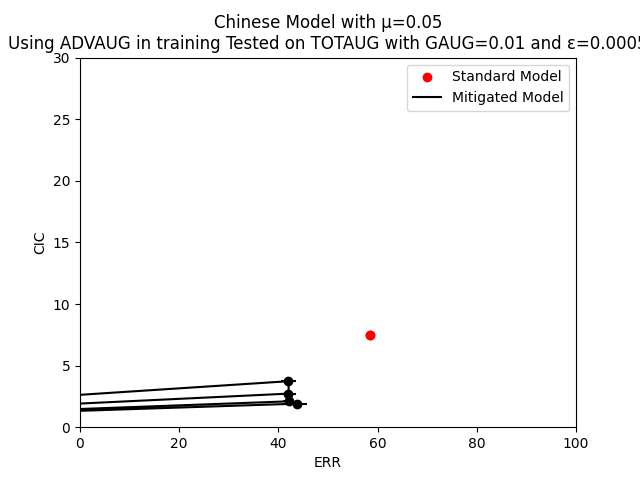 Chinese Model with μ=0.05
Using ADVAUG in training Tested on TOTAUG with GAUG=0.01 and ε=0.0005
Standard Model
Mitigated Model
30
25
20
15
10
5
0
CIC
0 20 40 60 80 100
ERR